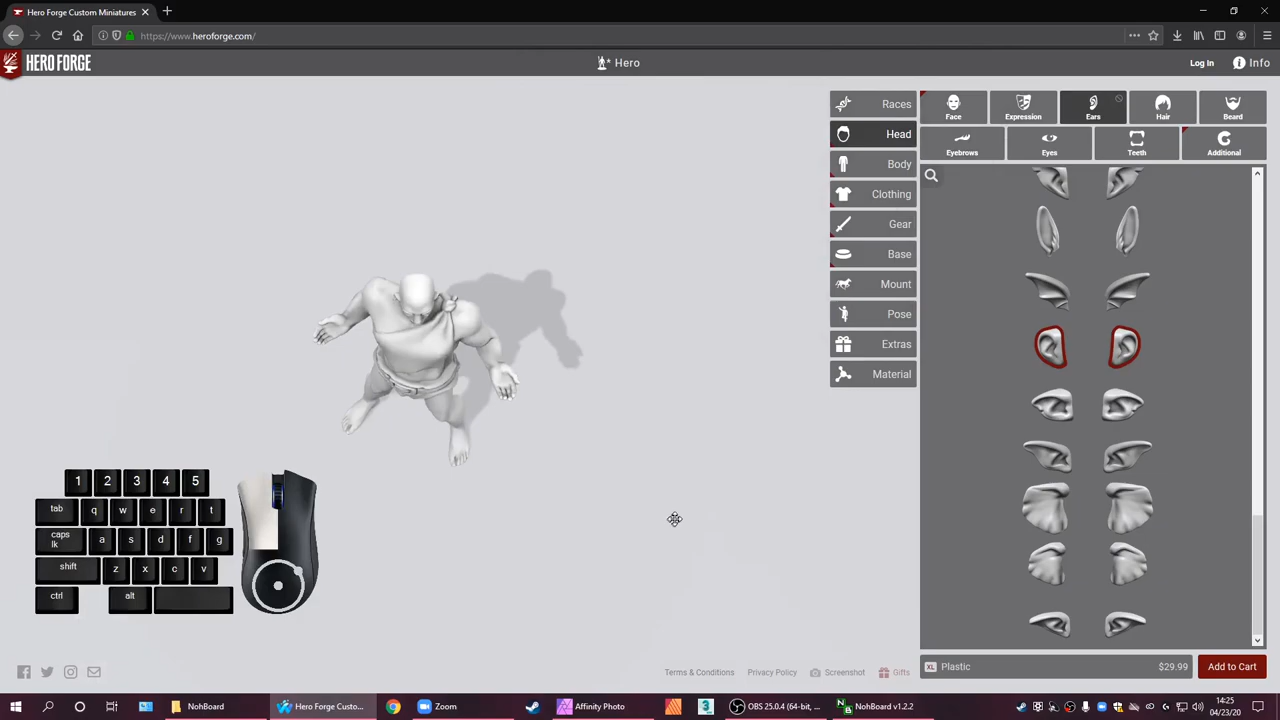 Hero Forge Custom Miniatures
https://www.heroforge.com/
HERO FORGE
* Hero
Log In
Info
Races
Head
Body
Clothing
Gear
Base
Mount
Pose
Extras
Material
Face
Expression
Ears
Hair
Beard
Eyebrows
Eyes
Teeth
Additional
1 2 3 4 5
tab q w e r t
caps lk a s d f g
shift z x c v
ctrl alt
Terms & Conditions
Privacy Policy
Screenshot
Gifts
XL Plastic $29.99
Add to Cart
NohBoard
Hero Forge Custo...
Zoom
Affinity Photo
3
OBS 25.0.4 (64-bit, ...
NohBoard v1.2.2
14:25
04/23/20